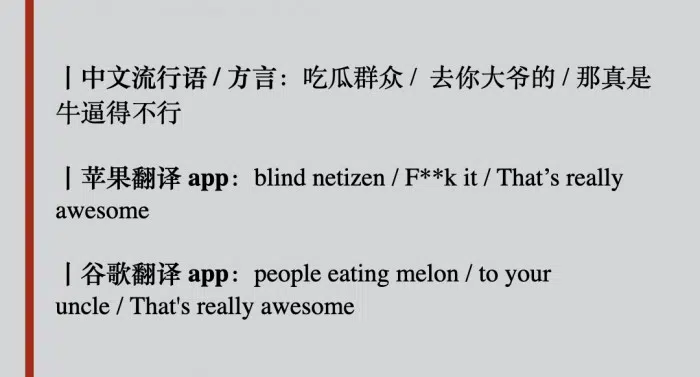 | 中文流行语 / 方言：吃瓜群众 / 去你大爷的 / 那真是
牛逼得不行
| 苹果翻译 app：blind netizen / F**k it / That’s really
awesome
| 谷歌翻译 app：people eating melon / to your
uncle / That's really awesome